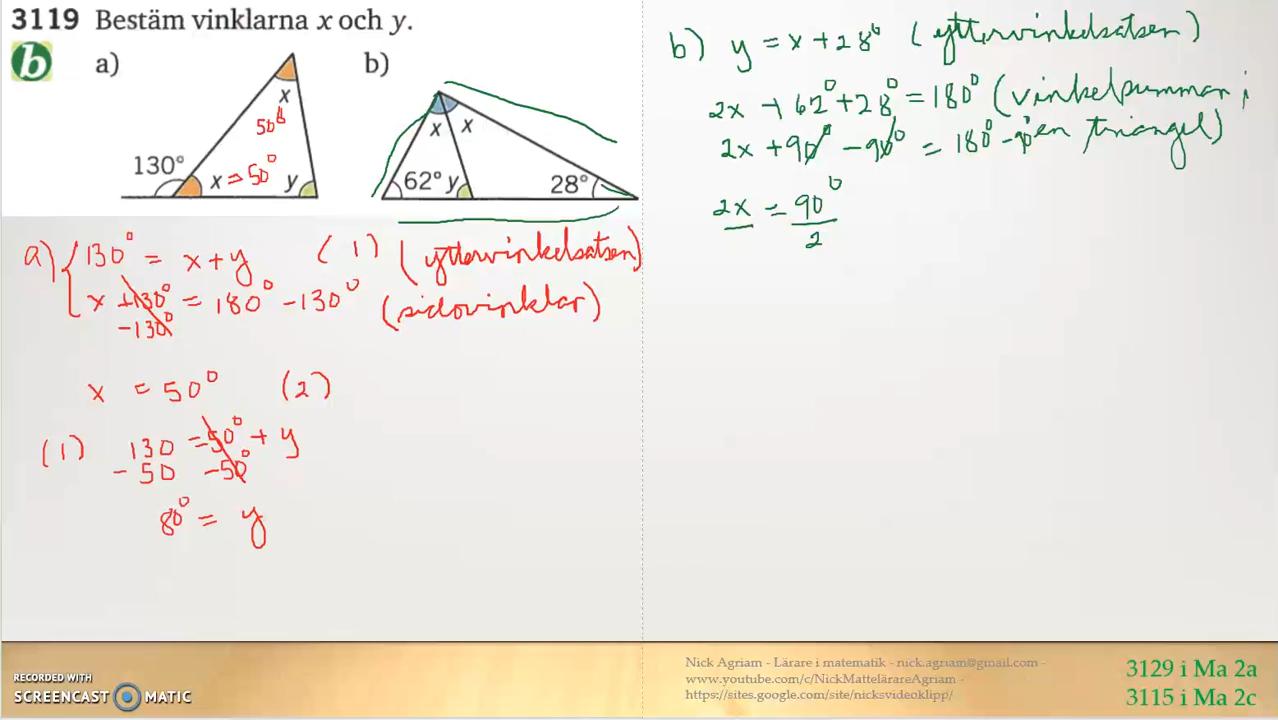 3119 Bestäm vinklarna x och y.
b
a)
b)
x
50°
130°
x = 50°
y
x
x
62°
y
28°
a) 130° = x + y (1) (yttervinkelsatsen)
x +130° = 180° -130° (sidovinklar)
-130°
x = 50° (2)
(1) 130 = 50° + y
- 50 -50°
80° = y
b) y = x + 28° (yttervinkelsatsen)
2x + 62° + 28° = 180° (vinkelsumman i
en triangel)
2x + 90° - 90° = 180° - 90°
2x = 90°
2
RECORDED WITH
SCREENCAST O MATIC
Nick Agriam - Lärare i matematik - nick.agriam@gmail.com -
www.youtube.com/c/NickMattelärareAgriam -
https://sites.google.com/site/nicksvideoklipp/
3129 i Ma 2a
3115 i Ma 2c